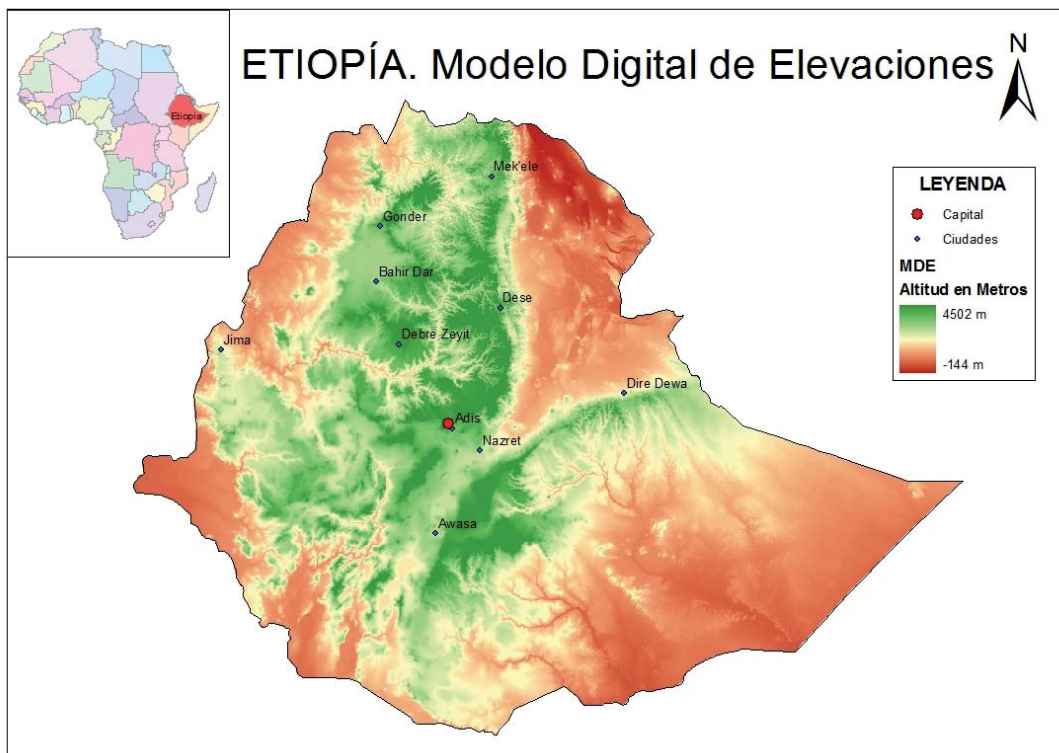 Etiopía
ETIOPÍA. Modelo Digital de Elevaciones
N
LEYENDA
Capital
Ciudades
MDE
Altitud en Metros
4502 m
-144 m
Mek'ele
Gonder
Bahir Dar
Dese
Debre Zeyit
Jima
Dire Dewa
Adis
Nazret
Awasa